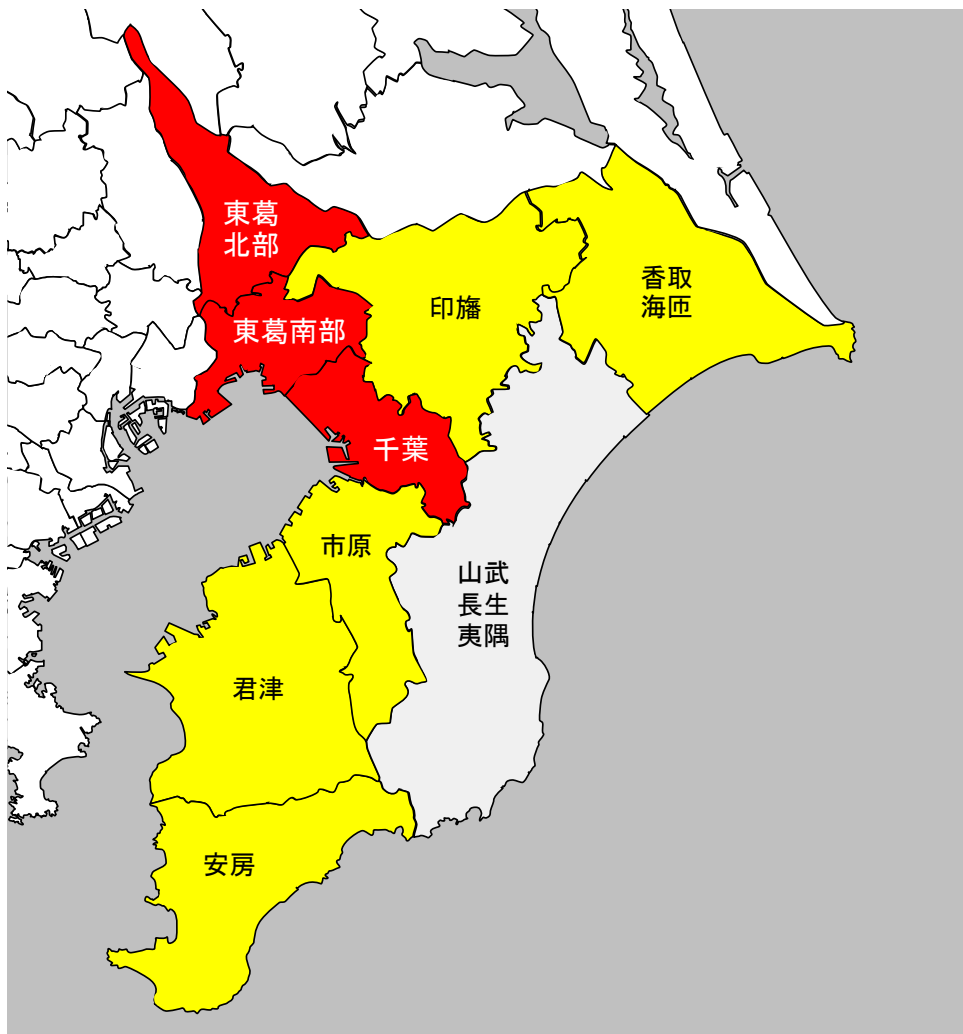 東葛
北部
香取
海匝
印旛
東葛南部
千葉
市原
山武
長生
夷隅
君津
安房